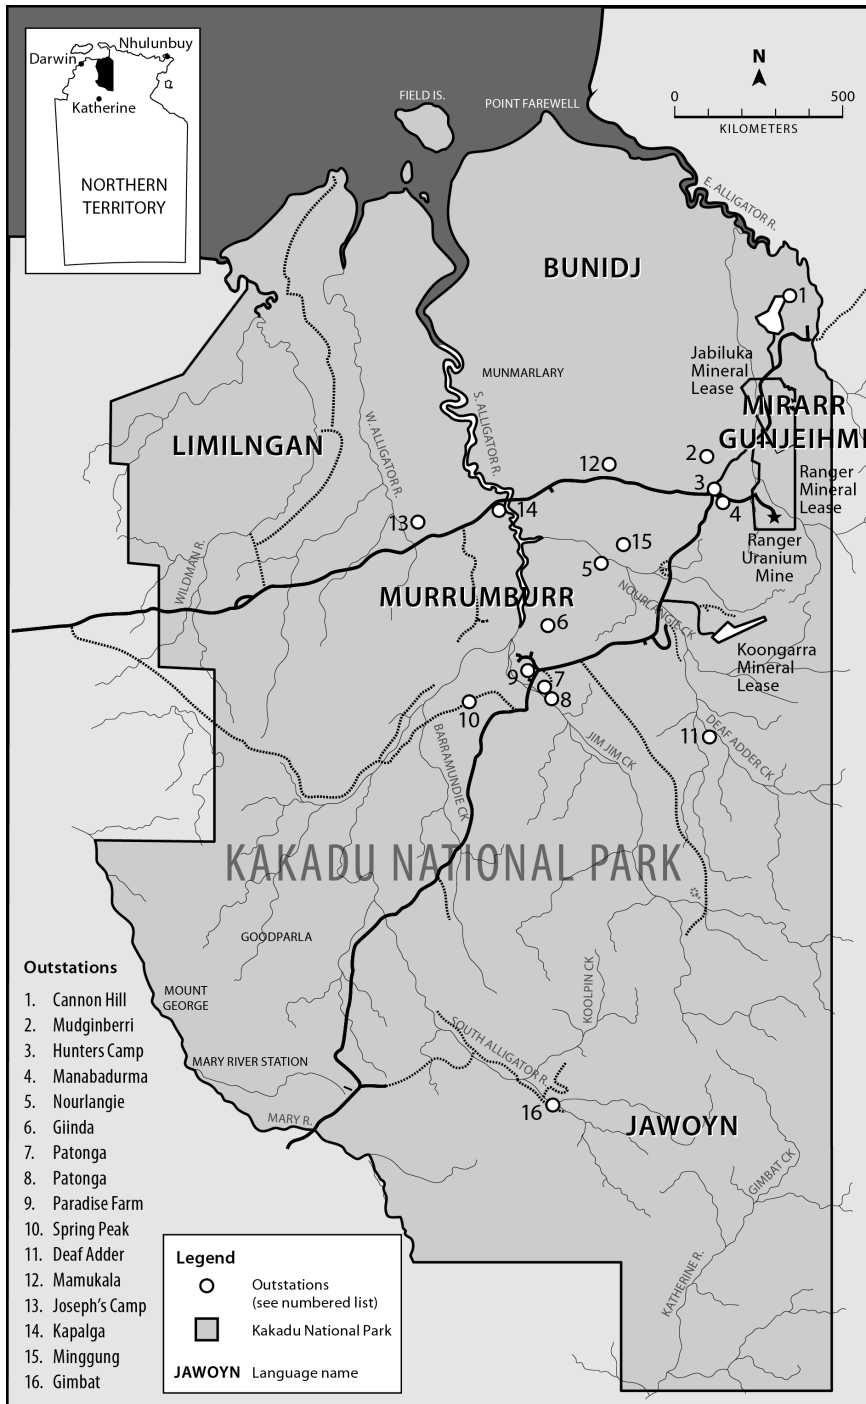 Nhulunbuy
Darwin
Katherine
NORTHERN
TERRITORY
FIELD IS.
POINT FAREWELL
N
0 500
KILOMETERS
E. ALLIGATOR R.
BUNIDJ
1
Jabiluka
Mineral
Lease
MUNMARLARY
S. ALLIGATOR R.
W. ALLIGATOR R.
MIRARR
GUNJEIHMI
LIMILNGAN
2
12
3
Ranger
Mineral
Lease
4
13
14
15
Ranger
Uranium
Mine
5
WILDMAN R.
MURRUMBURR
NOURLANGIE CK
6
Koongarra
Mineral
Lease
9
7
8
10
BARRAMUNDIE CK
JIM JIM CK
11
DEAF ADDER CK
KAKADU NATIONAL PARK
GOODPARLA
KOOLPIN CK
MOUNT
GEORGE
SOUTH ALLIGATOR R.
MARY RIVER STATION
MARY R.
16
JAWOYN
GIMBAT CK
KATHERINE R.
Outstations
1. Cannon Hill
2. Mudginberri
3. Hunters Camp
4. Manabadurma
5. Nourlangie
6. Giinda
7. Patonga
8. Patonga
9. Paradise Farm
10. Spring Peak
11. Deaf Adder
12. Mamukala
13. Joseph's Camp
14. Kapalga
15. Minggung
16. Gimbat
Legend
Outstations
(see numbered list)
Kakadu National Park
JAWOYN Language name